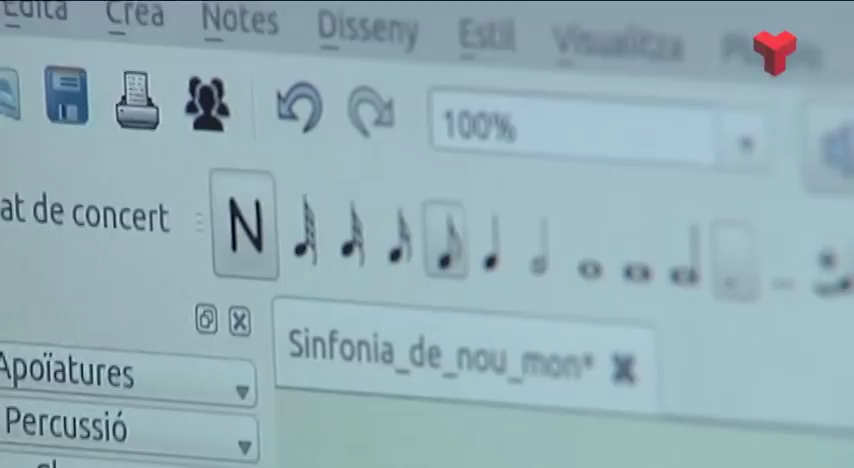 Edita Crea Notes Disseny Estil Visualitza
100%
at de concert N
Sinfonia_de_nou_mon*
Apoïatures
Percussió